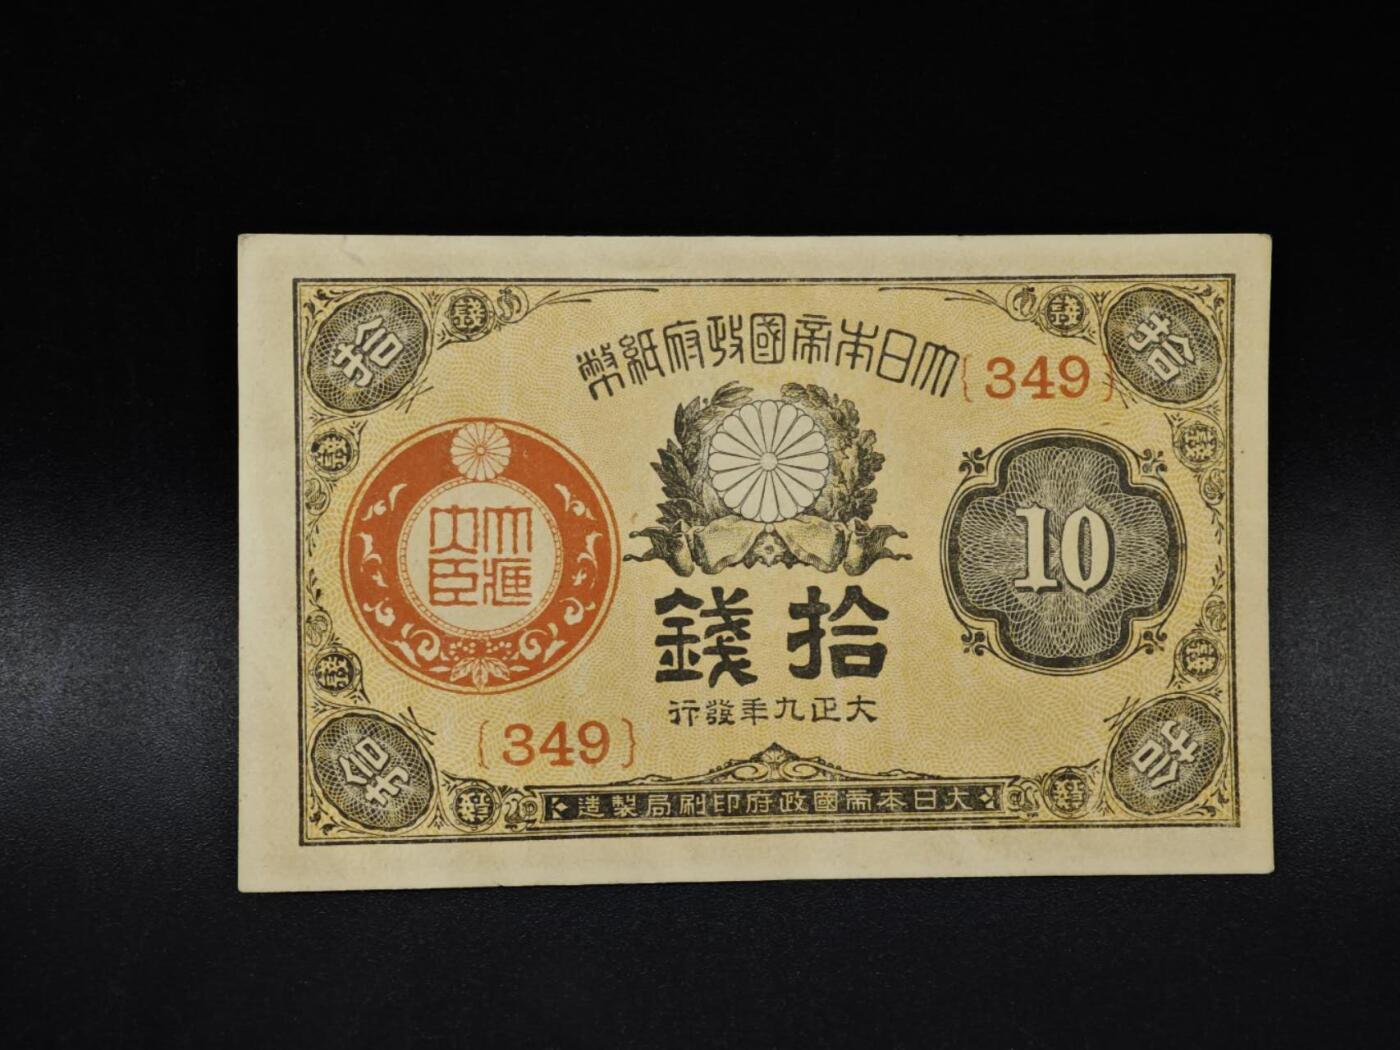 大日本帝國政府紙幣
{349}
拾
拾
錢
錢
大藏大臣
10
拾錢
大正九年發行
{349}
拾
拾
錢
錢
大日本帝國政府印刷局製造